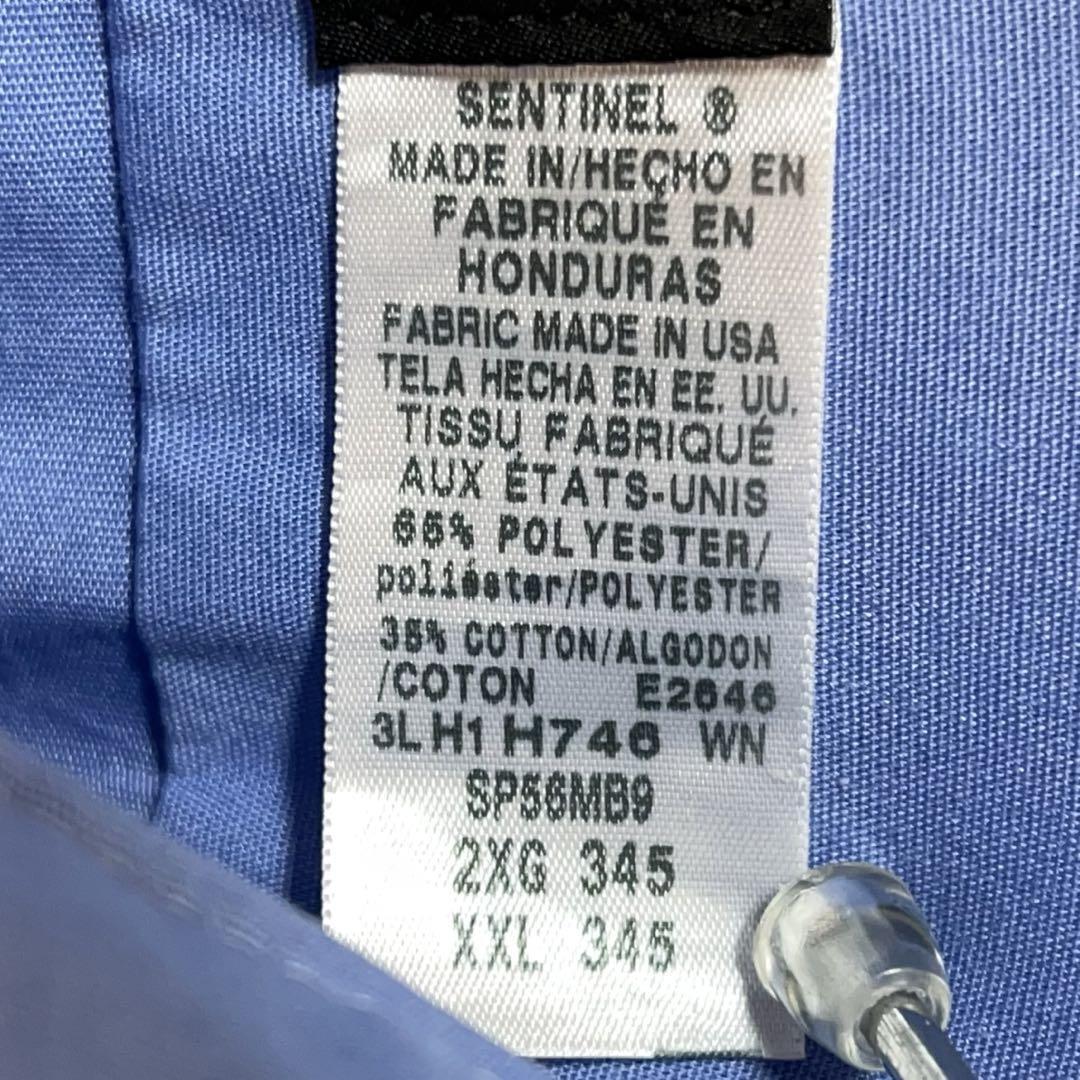 SENTINEL ®
MADE IN/HECHO EN
FABRIQUÉ EN
HONDURAS
FABRIC MADE IN USA
TELA HECHA EN EE. UU.
TISSU FABRIQUÉ
AUX ÉTATS-UNIS
65% POLYESTER/
poliéster/POLYESTER
35% COTTON/ALGODON
/COTON E2646
3LH1 H746 WN
SP56MB9
2XG 345
XXL 345